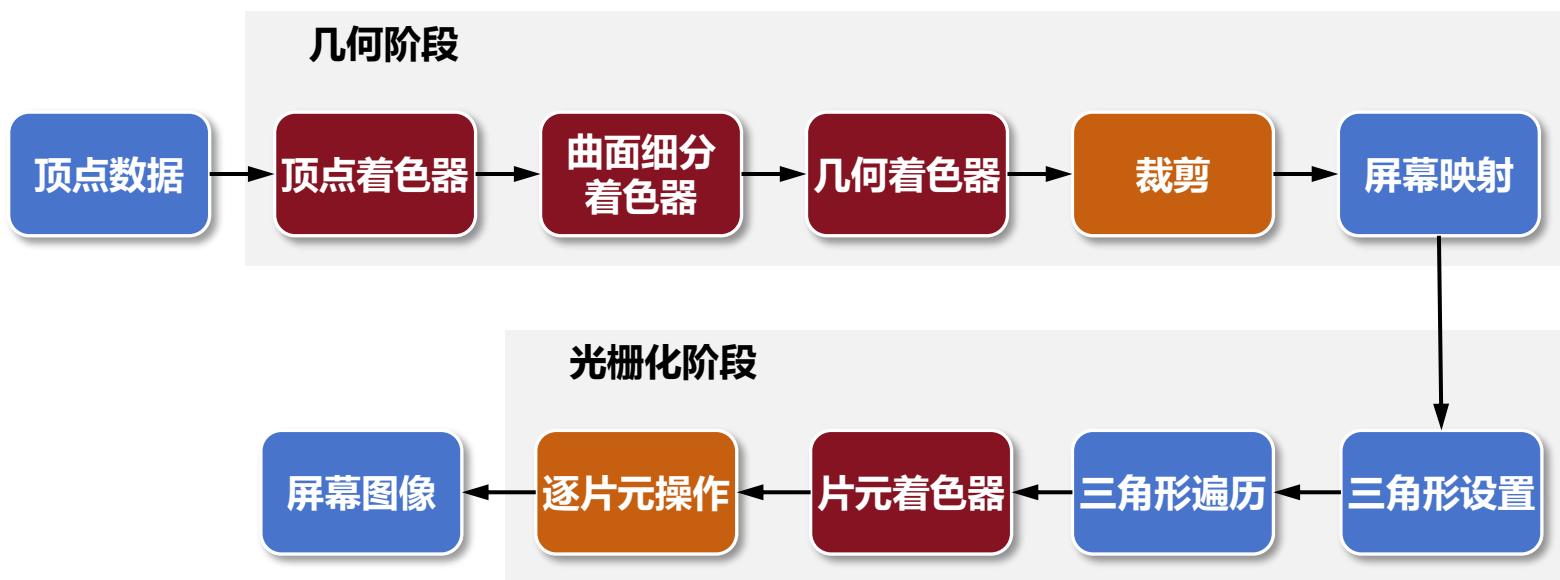 几何阶段
顶点数据
顶点着色器
曲面细分
着色器
几何着色器
裁剪
屏幕映射
光栅化阶段
屏幕图像
逐片元操作
片元着色器
三角形遍历
三角形设置